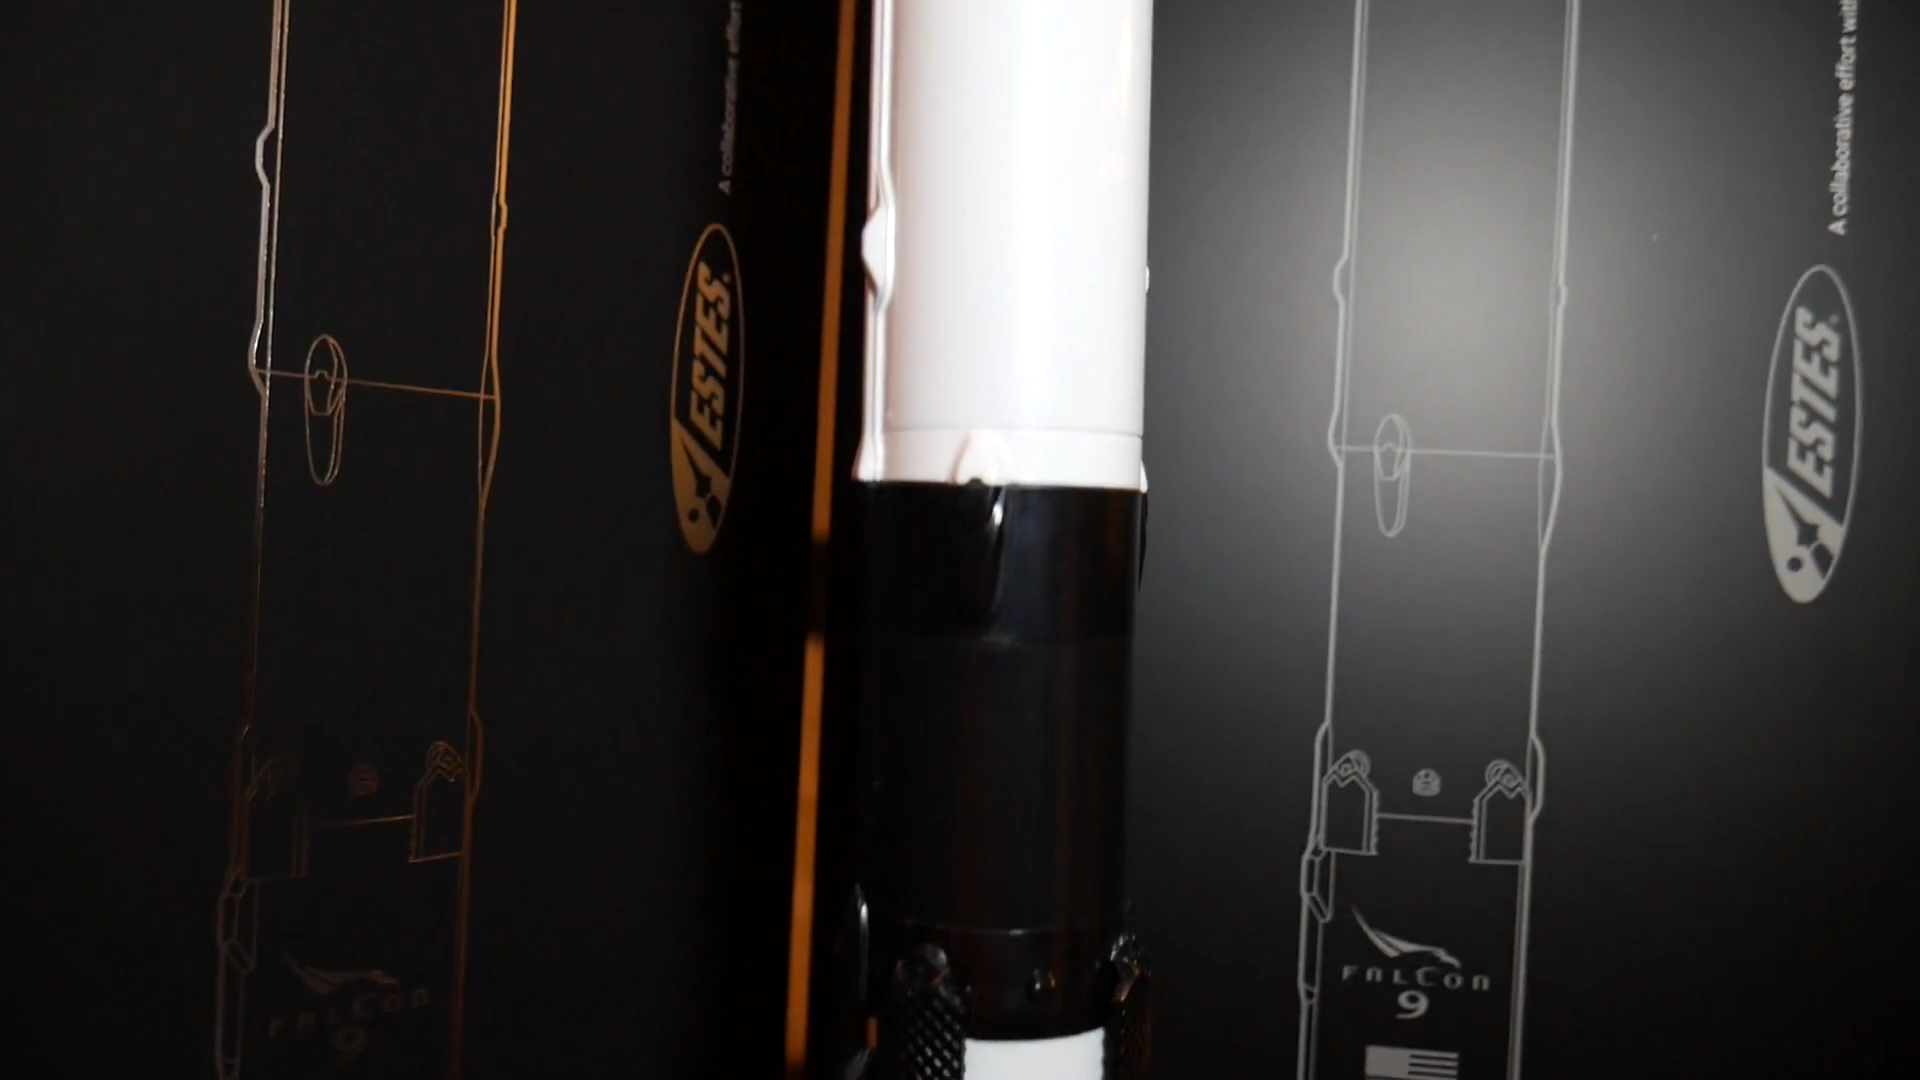 A collaborative effort
ESTES
FALCON
9
A collaborative effort with
ESTES
FALCON
9